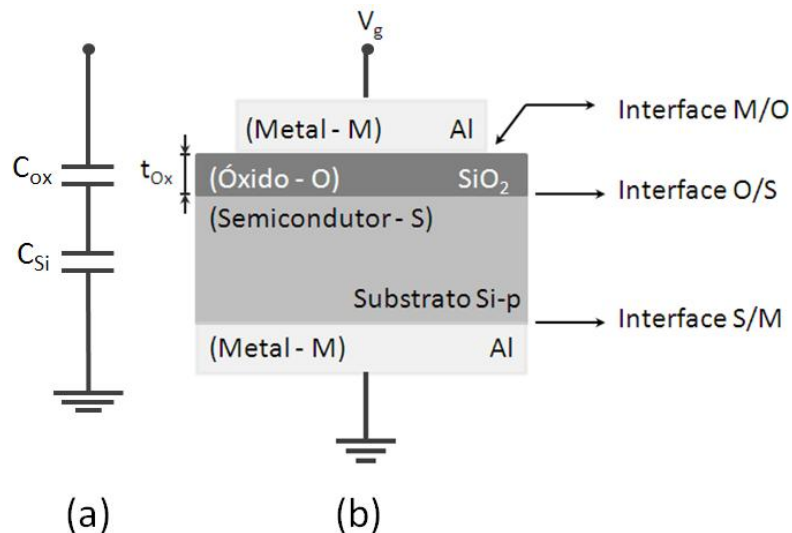 V_g
(Metal - M) Al
Interface M/O
C_ox
t_Ox
(Óxido - O) SiO₂
Interface O/S
(Semicondutor - S)
C_Si
Substrato Si-p
Interface S/M
(Metal - M) Al
(a) (b)